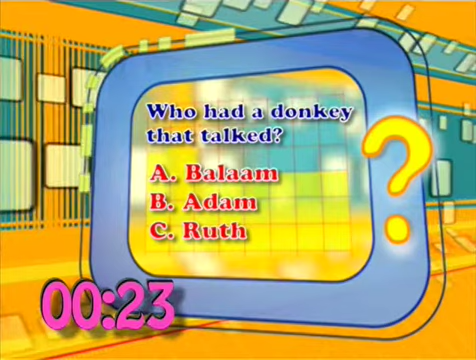 Who had a donkey
that talked?
A. Balaam
B. Adam
C. Ruth
?
00:23